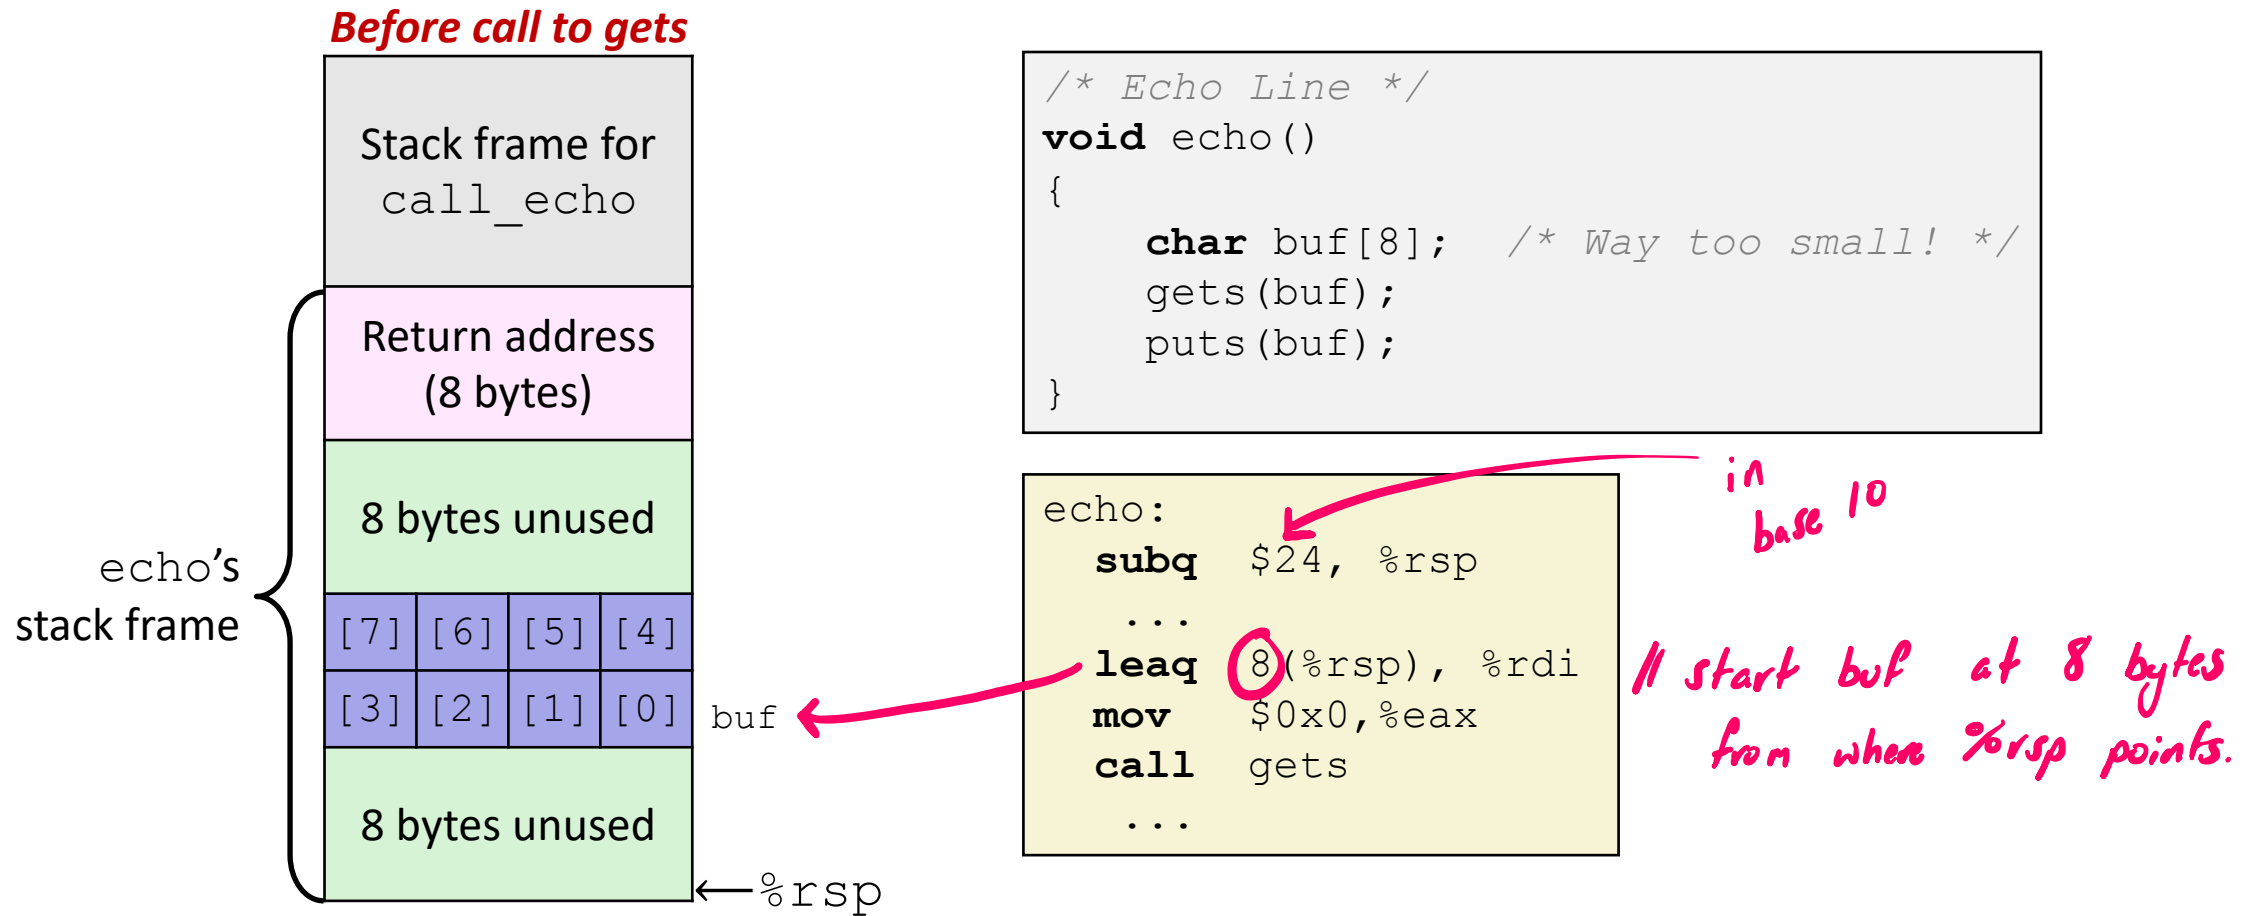 Before call to gets
Stack frame for
call_echo
Return address
(8 bytes)
8 bytes unused
echo's
stack frame
[7] [6] [5] [4]
[3] [2] [1] [0]
buf
8 bytes unused
%rsp
/* Echo Line */
void echo()
{
    char buf[8];  /* Way too small! */
    gets(buf);
    puts(buf);
}
in
base 10
echo:
  subq  $24, %rsp
   ...
  leaq  8(%rsp), %rdi
  mov   $0x0,%eax
  call  gets
   ...
// start buf at 8 bytes
from where %rsp points.